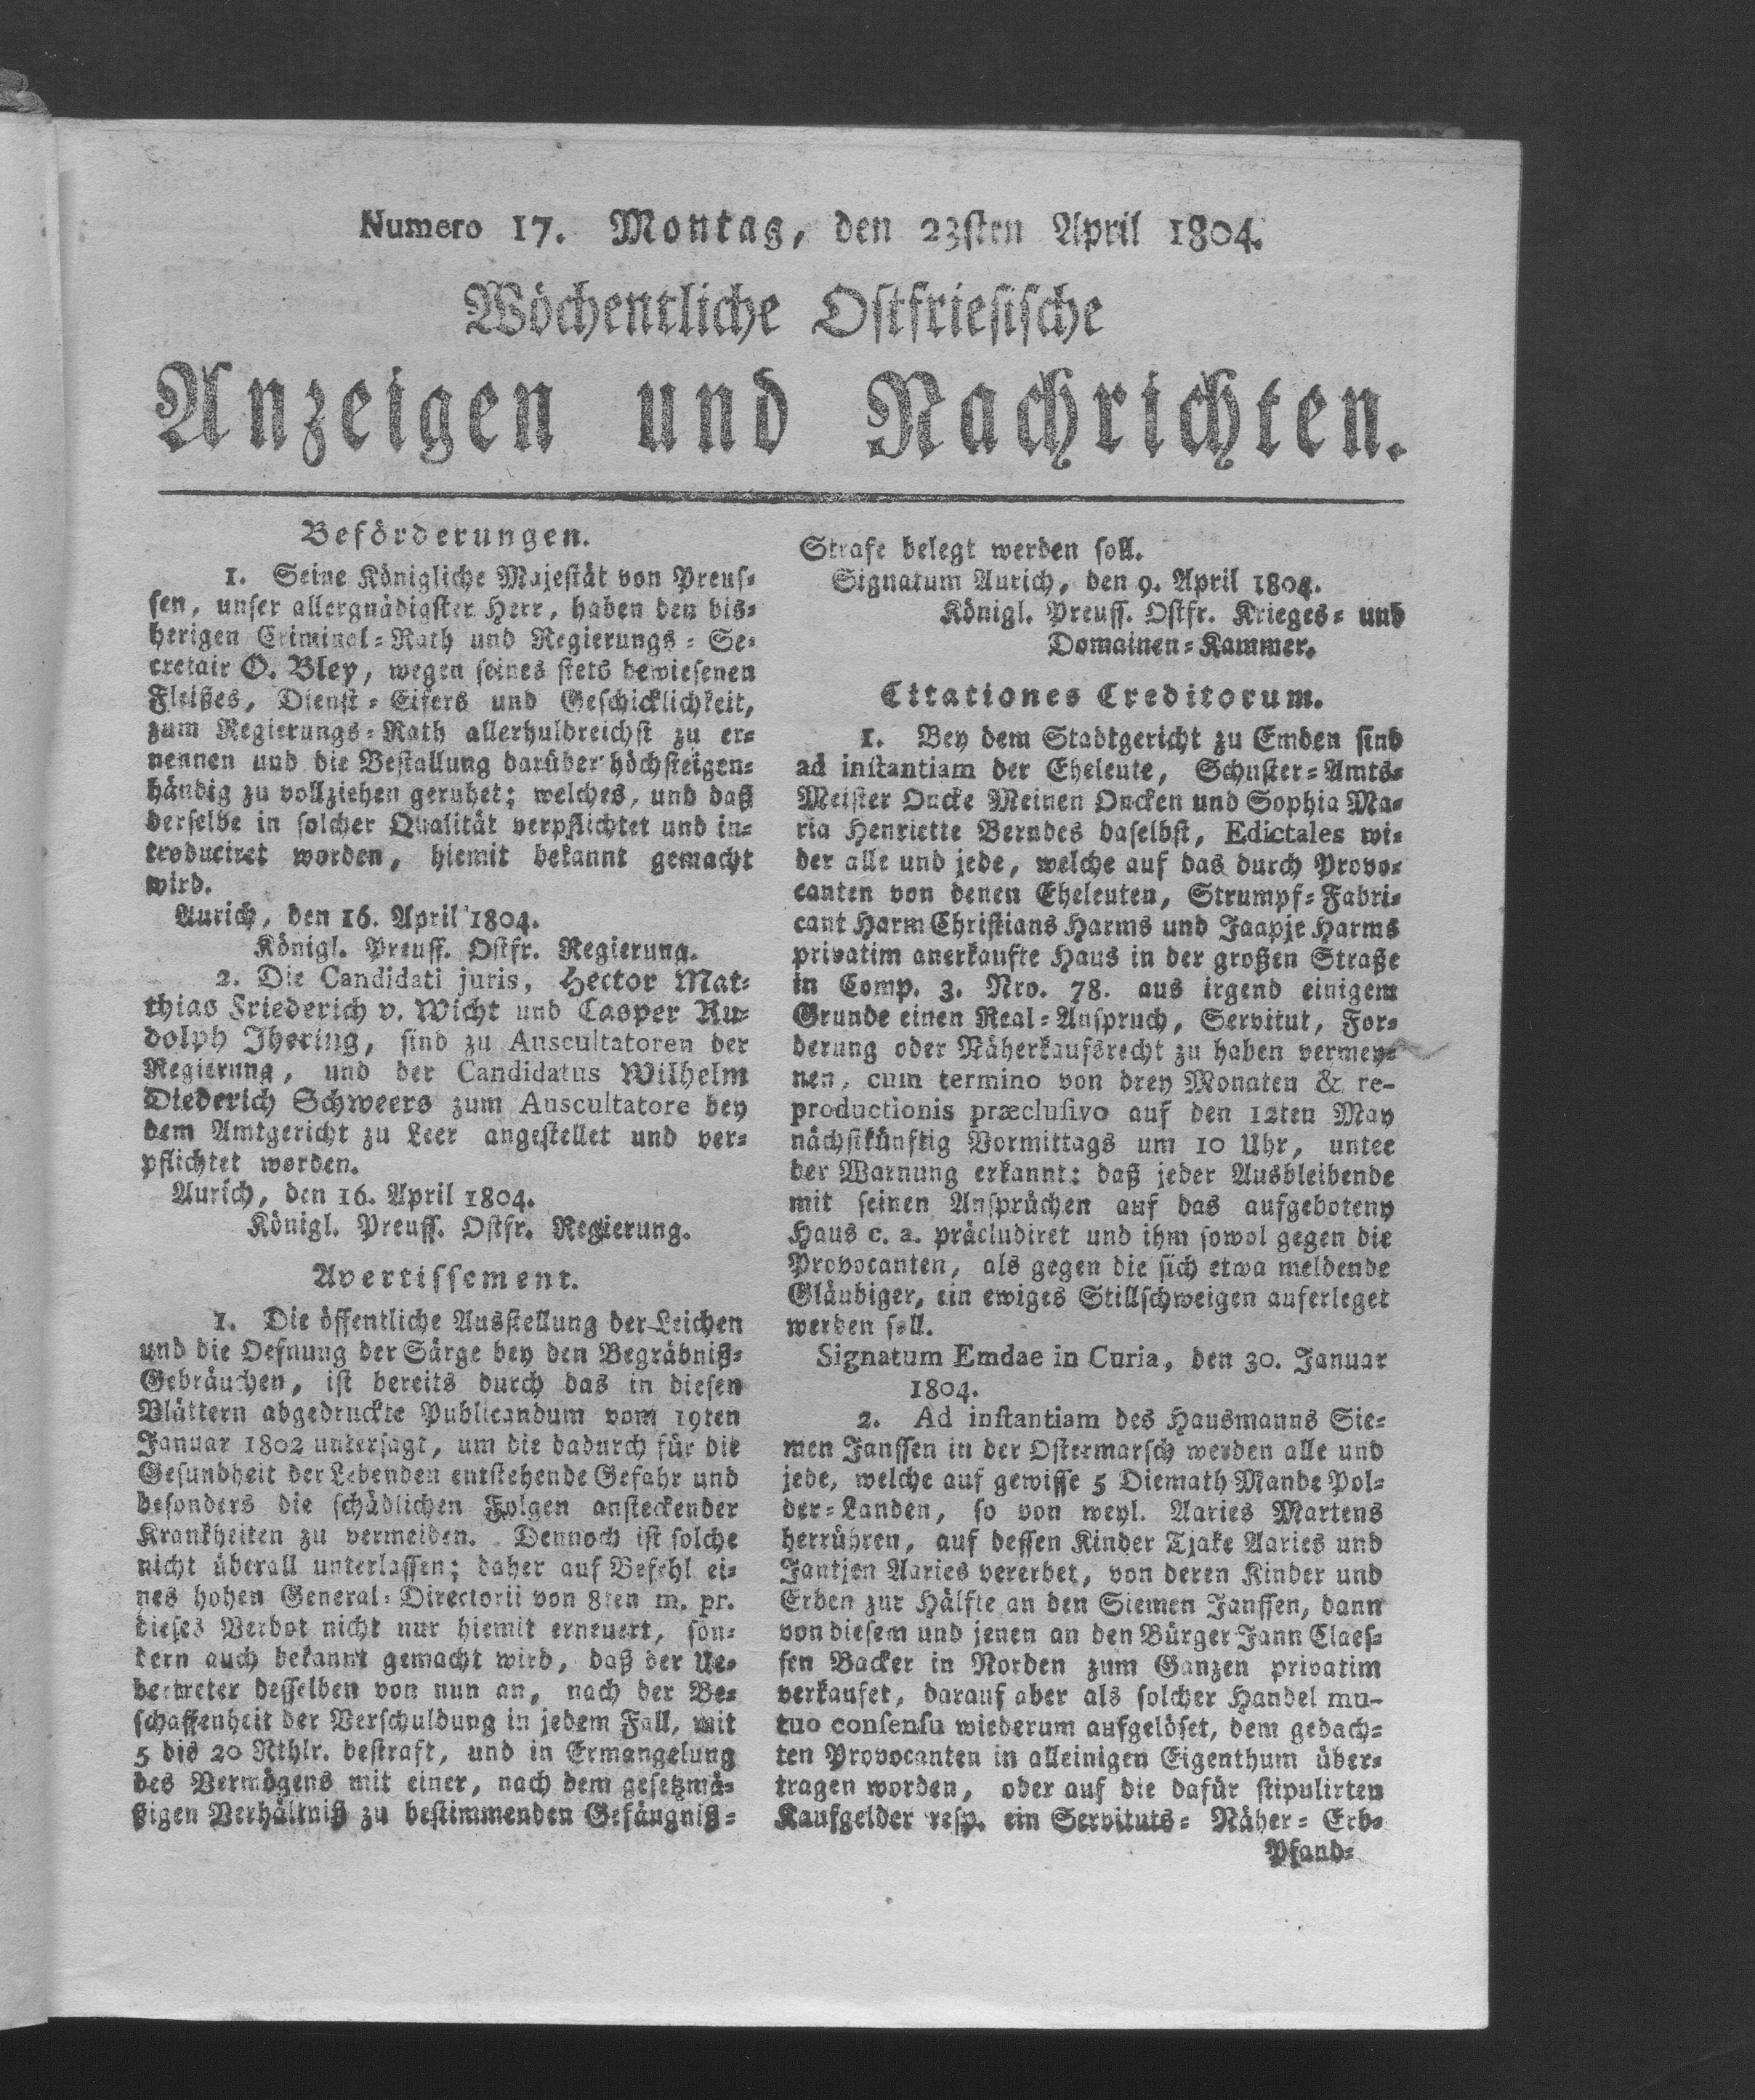 Numero 17. Montag, den 23sten April 1804.
Wöchentliche Ostfriesische
Anzeigen und Nachrichten.
Beförderungen.
1. Seine Königliche Majestät von Preus-
sen, unser allergnädigster Herr, haben den bis-
herigen Criminal-Rath und Regierungs-Se-
cretair O. Bley, wegen seines stets bewiesenen
Fleißes, Dienst-Eifers und Geschicklichkeit,
zum Regierungs-Rath allerhuldreichst zu er-
nennen und die Bestallung darüber höchsteigen-
händig zu vollziehen geruhet; welches, und daß
derselbe in solcher Qualität verpflichtet und in-
troduciret worden, hiemit bekannt gemacht
wird.
Aurich, den 16. April 1804.
Königl. Preuss. Ostfr. Regierung.
2. Die Candidati juris, Hector Mat-
thias Friederich v. Wicht und Casper Ru-
dolph Jhering, sind zu Auscultatoren der
Regierung, und der Candidatus Wilhelm
Diederich Schweers zum Auscultatore bey
dem Amtgericht zu Leer angestellet und ver-
pflichtet worden.
Aurich, den 16. April 1804.
Königl. Preuss. Ostfr. Regierung.
Avertissement.
1. Die öffentliche Ausstellung der Leichen
und die Oefnung der Särge bey den Begräbniß-
Gebräuchen, ist bereits durch das in diesen
Blättern abgedruckte Publicandum vom 19ten
Januar 1802 untersagt, um die dadurch für die
Gesundheit der Lebenden entstehende Gefahr und
besonders die schädlichen Folgen ansteckender
Krankheiten zu vermeiden. Dennoch ist solche
nicht überall unterlassen; daher auf Befehl ei-
nes hohen General-Directorii von 8ten m. pr.
dieses Verbot nicht nur hiemit erneuert, son-
dern auch bekannt gemacht wird, daß der Ue-
bertreter desselben von nun an, nach der Be-
schaffenheit der Verschuldung in jedem Fall, mit
5 bis 20 Rthlr. bestraft, und in Ermangelung
des Vermögens mit einer, nach dem gesetzmä-
ßigen Verhältniß zu bestimmenden Gefängniß-
Strafe belegt werden soll.
Signatum Aurich, den 9. April 1804.
Königl. Preuss. Ostfr. Krieges- und
Domainen-Kammer.
Citationes Creditorum.
1. Bey dem Stadtgericht zu Emden sind
ad instantiam der Eheleute, Schuster-Amts-
Meister Oncke Meinen Oncken und Sophia Ma-
ria Henriette Berndes daselbst, Edictales wi-
der alle und jede, welche auf das durch Provo-
canten von denen Eheleuten, Strumpf-Fabri-
cant Harm Christians Harms und Jaapje Harms
privatim anerkaufte Haus in der großen Straße
in Comp. 3. Nro. 78. aus irgend einigem
Grunde einen Real-Anspruch, Servitut, For-
derung oder Näherkaufsrecht zu haben vermey-
nen, cum termino von drey Monaten & re-
productionis præclusivo auf den 12ten May
nächstkünftig Vormittags um 10 Uhr, unter
der Warnung erkannt: daß jeder Ausbleibende
mit seinen Ansprüchen auf das aufgebotene
Haus c. a. präcludiret und ihm sowol gegen die
Provocanten, als gegen die sich etwa meldende
Gläubiger, ein ewiges Stillschweigen auferleget
werden soll.
Signatum Emdae in Curia, den 30. Januar
1804.
2. Ad instantiam des Hausmanns Sie-
men Janssen in der Ostermarsch werden alle und
jede, welche auf gewisse 5 Diemath Mande Pol-
der-Landen, so von weyl. Aaries Martens
herrühren, auf dessen Kinder Tjake Aaries und
Jantjen Aaries vererbet, von deren Kinder und
Erben zur Hälfte an den Siemen Janssen, dann
von diesem und jenen an den Bürger Jann Claes-
sen Backer in Norden zum Ganzen privatim
verkaufet, darauf aber als solcher Handel mu-
tuo consensu wiederum aufgelöset, dem gedach-
ten Provocanten in alleinigen Eigenthum über-
tragen worden, oder auf die dafür stipulirten
Kaufgelder resp. ein Servituts- Näher- Erb-
Pfand-